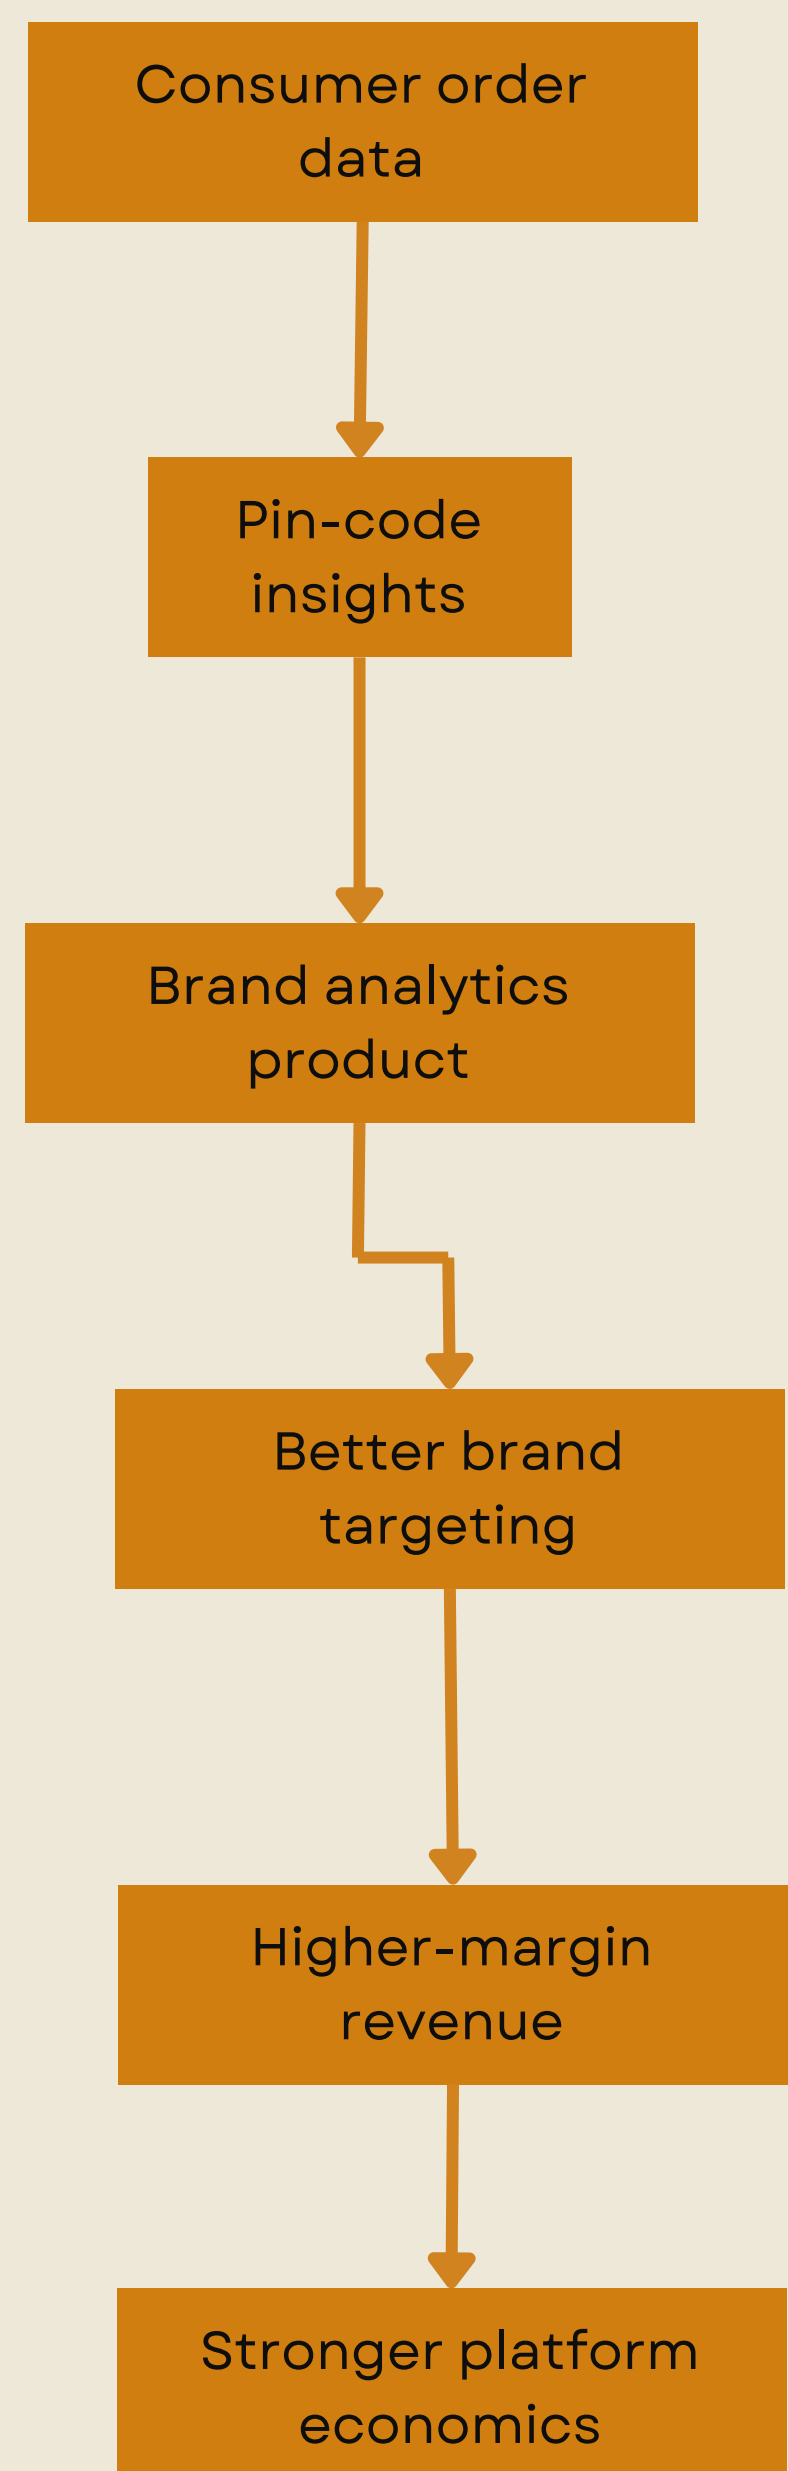 Consumer order
data
Pin-code
insights
Brand analytics
product
Better brand
targeting
Higher-margin
revenue
Stronger platform
economics